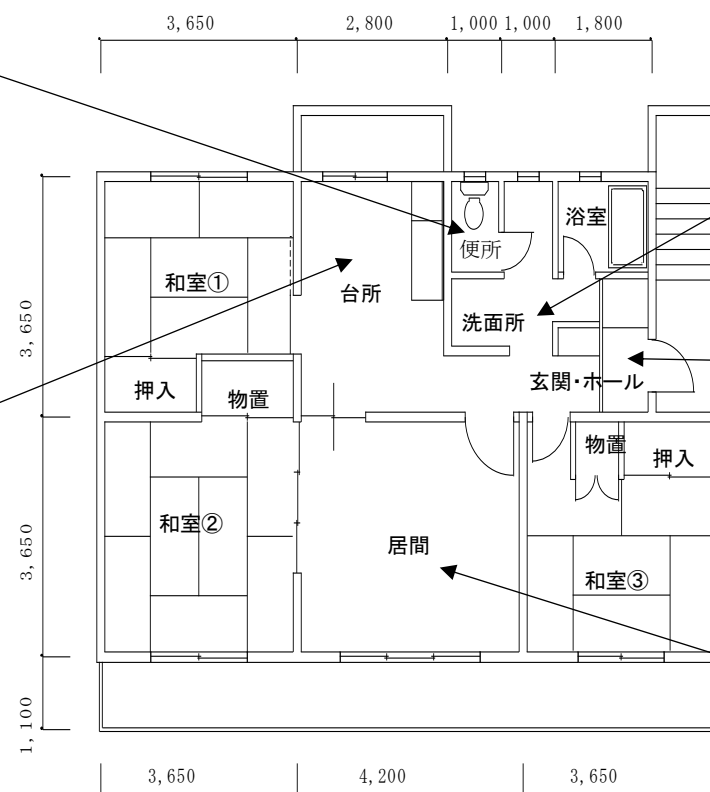 3,650
2,800
1,000
1,000
1,800
浴室
便所
和室①
台所
洗面所
3,650
玄関・ホール
押入
物置
物置
押入
和室②
居間
3,650
和室③
1,100
3,650
4,200
3,650